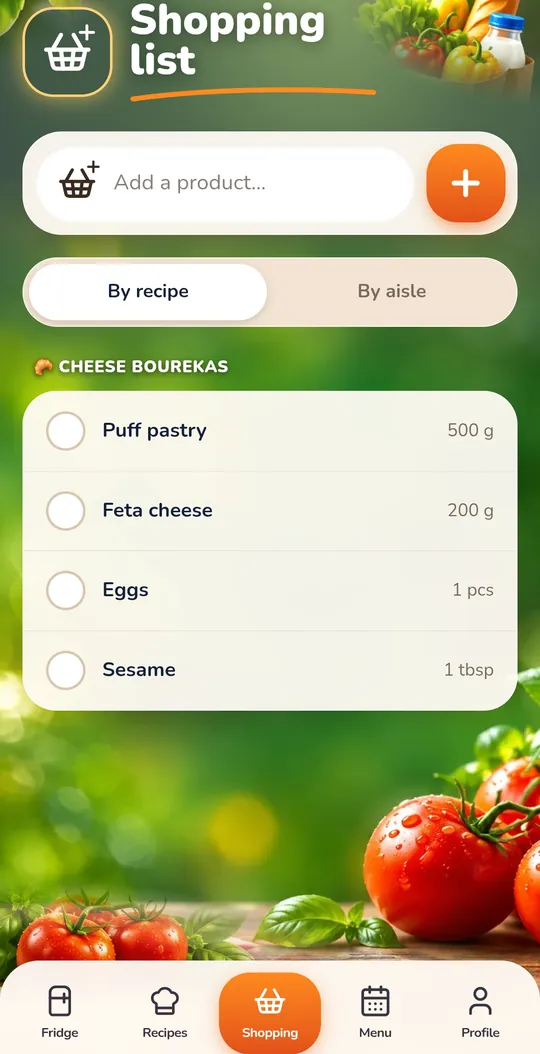 Shopping
list
Add a product...
By recipe
By aisle
CHEESE BOUREKAS
Puff pastry
500 g
Feta cheese
200 g
Eggs
1 pcs
Sesame
1 tbsp
Fridge
Recipes
Shopping
Menu
Profile